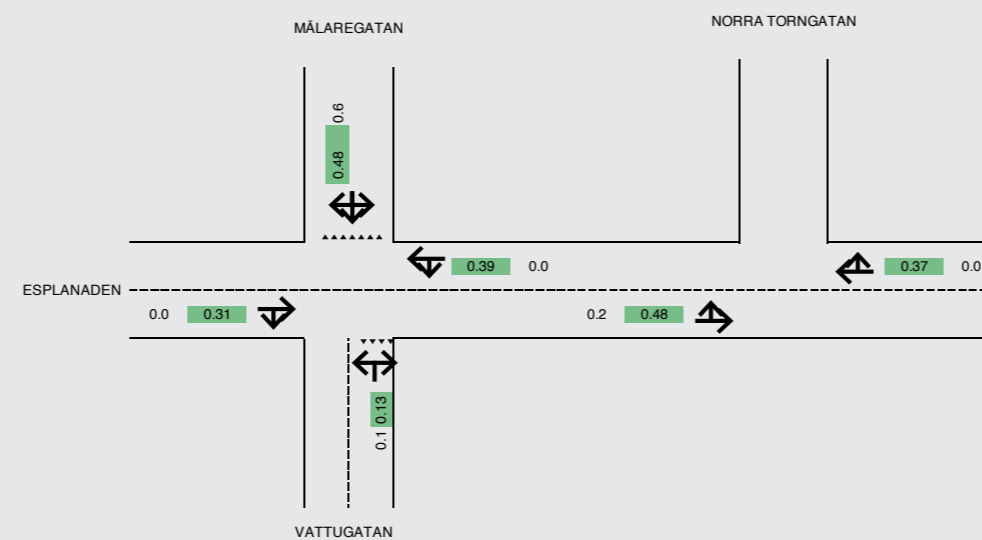 NORRA TORNGATAN
MÅLAREGATAN
0.6
0.48
0.39 0.0
0.37 0.0
ESPLANADEN
0.0 0.31
0.2 0.48
0.13
0.1
VATTUGATAN